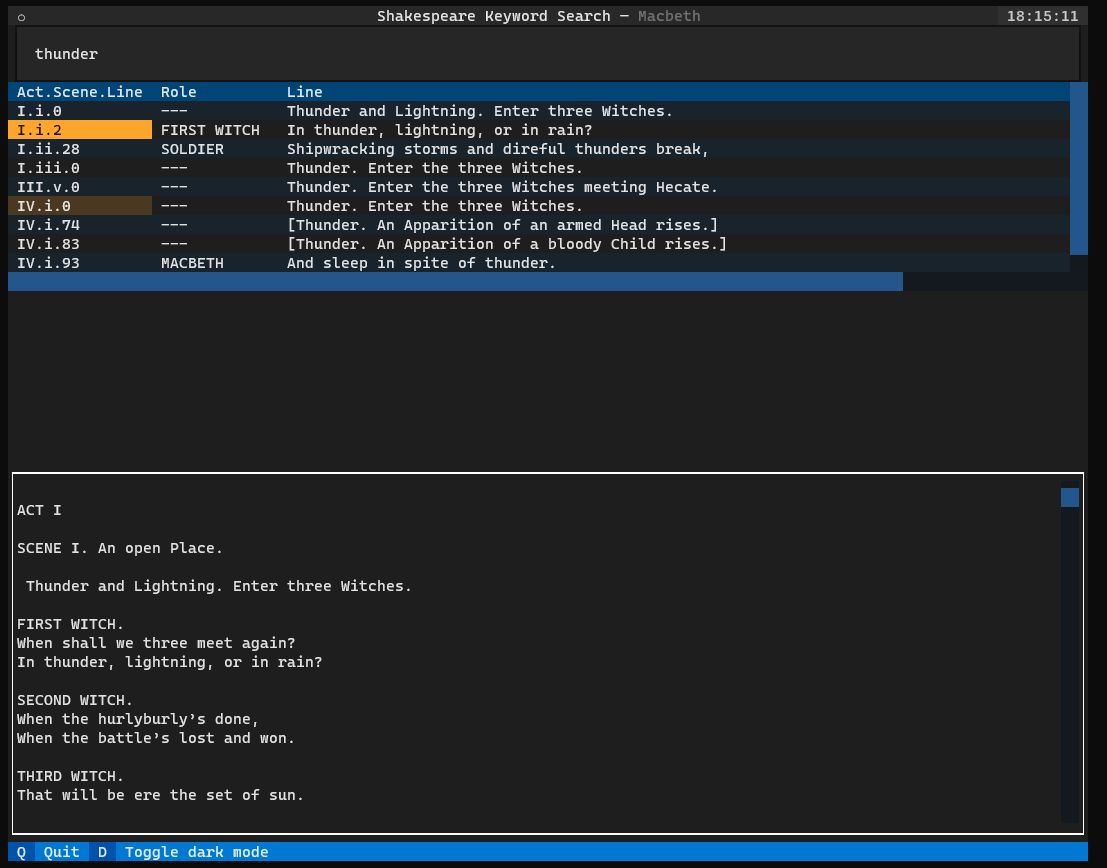 Shakespeare Keyword Search — Macbeth 18:15:11
thunder
Act.Scene.Line Role Line
I.i.0 --- Thunder and Lightning. Enter three Witches.
I.i.2 FIRST WITCH In thunder, lightning, or in rain?
I.ii.28 SOLDIER Shipwracking storms and direful thunders break,
I.iii.0 --- Thunder. Enter the three Witches.
III.v.0 --- Thunder. Enter the three Witches meeting Hecate.
IV.i.0 --- Thunder. Enter the three Witches.
IV.i.74 --- [Thunder. An Apparition of an armed Head rises.]
IV.i.83 --- [Thunder. An Apparition of a bloody Child rises.]
IV.i.93 MACBETH And sleep in spite of thunder.
ACT I
SCENE I. An open Place.
Thunder and Lightning. Enter three Witches.
FIRST WITCH.
When shall we three meet again?
In thunder, lightning, or in rain?
SECOND WITCH.
When the hurlyburly’s done,
When the battle’s lost and won.
THIRD WITCH.
That will be ere the set of sun.
Q Quit D Toggle dark mode